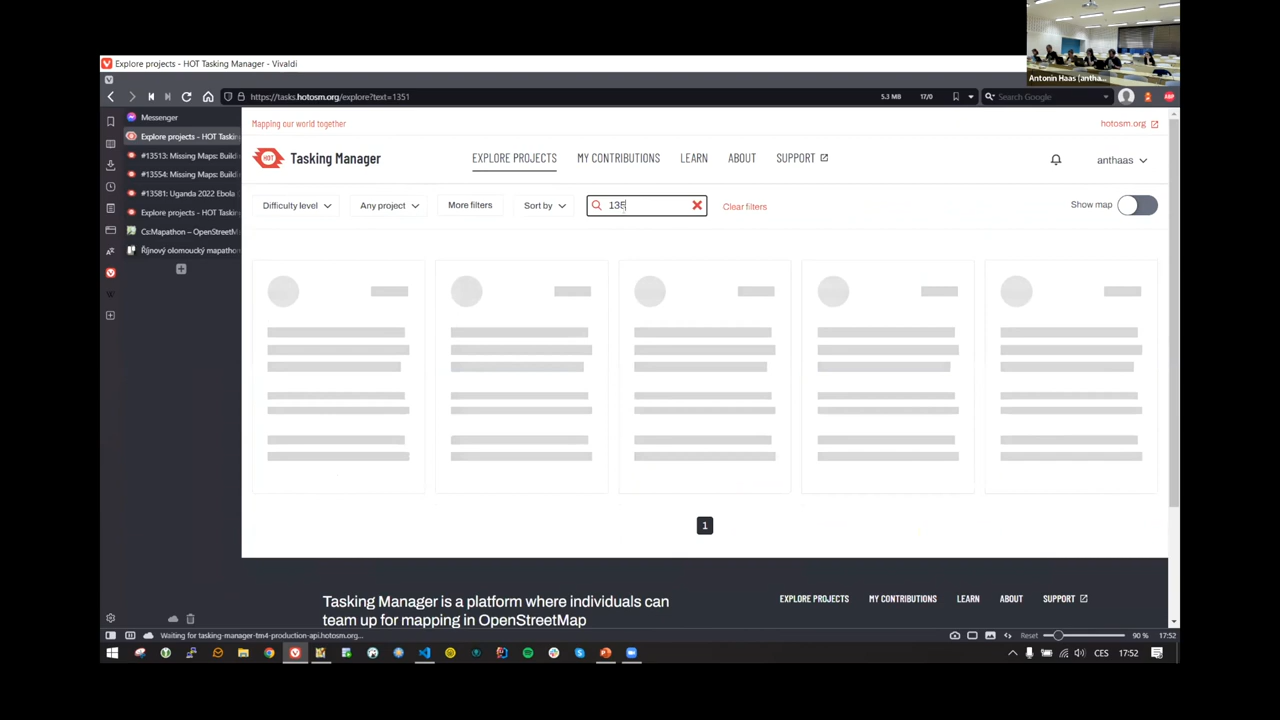 Explore projects - HOT Tasking Manager - Vivaldi
Antonin Haas (antha...
https://tasks.hotosm.org/explore?text=1351
5.3 MB
17/0
Search Google
ABP
Messenger
Explore projects - HOT Taskin
#13513: Missing Maps: Buildi
#13554: Missing Maps: Build
#13581: Uganda 2022 Ebola
Explore projects - HOT Taskin
Cs:Mapathon – OpenStreetM
Říjnový olomoucký mapathon
Mapping our world together
hotosm.org
HOT
Tasking Manager
EXPLORE PROJECTS
MY CONTRIBUTIONS
LEARN
ABOUT
SUPPORT
anthaas
Difficulty level
Any project
More filters
Sort by
135
Clear filters
Show map
1
Tasking Manager is a platform where individuals can
team up for mapping in OpenStreetMap
EXPLORE PROJECTS
MY CONTRIBUTIONS
LEARN
ABOUT
SUPPORT
Waiting for tasking-manager-tm4-production-api.hotosm.org...
Reset
90 %
17:52
CES
17:52